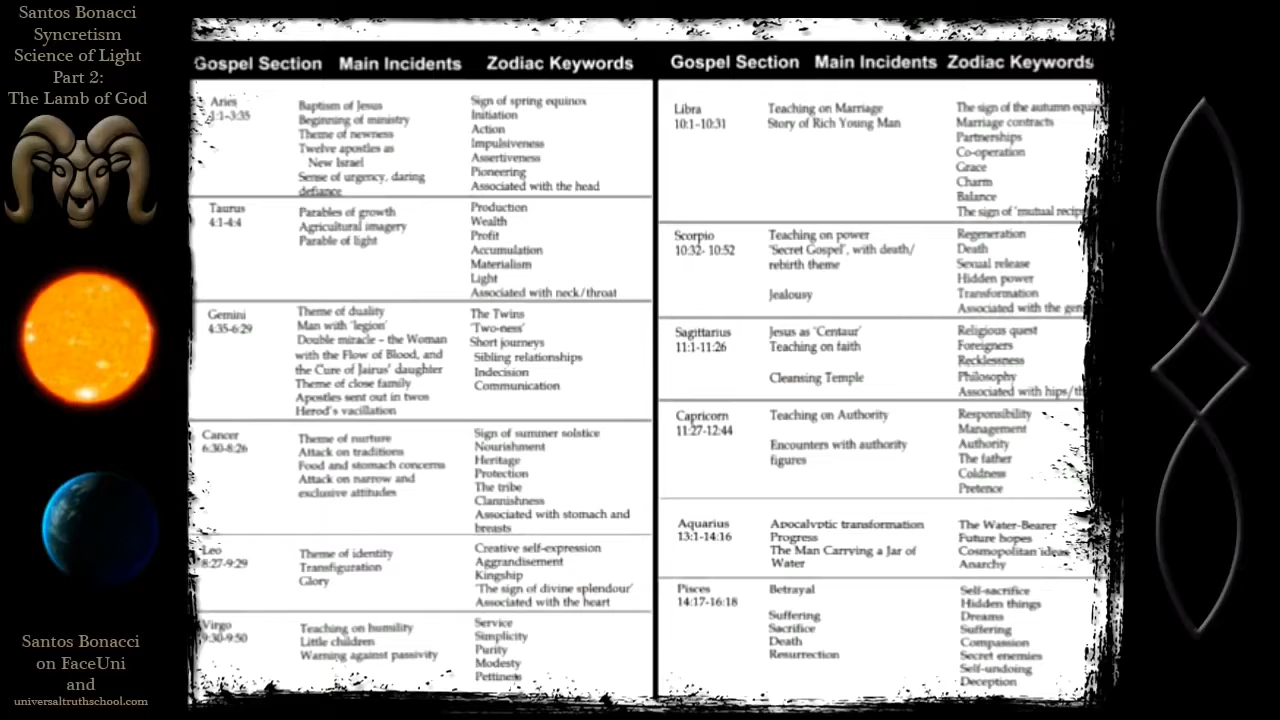 Santos Bonacci
Syncretism
Science of Light
Part 2:
The Lamb of God
Santos Bonacci
on FaceUni
and
universaltruthschool.com
Gospel Section Main Incidents Zodiac Keywords
Aries
1:1-3:35
Baptism of Jesus
Beginning of ministry
Theme of newness
Twelve apostles as
New Israel
Sense of urgency, daring
defiance
Sign of spring equinox
Initiation
Action
Impulsiveness
Assertiveness
Pioneering
Associated with the head
Taurus
4:1-4:4
Parables of growth
Agricultural imagery
Parable of light
Production
Wealth
Profit
Accumulation
Materialism
Light
Associated with neck/throat
Gemini
4:35-6:29
Theme of duality
Man with 'legion'
Double miracle – the Woman
with the Flow of Blood, and
the Cure of Jairus' daughter
Theme of close family
Apostles sent out in twos
Herod's vacillation
The Twins
'Two-ness'
Short journeys
Sibling relationships
Indecision
Communication
Cancer
6:30-8:26
Theme of nurture
Attack on traditions
Food and stomach concerns
Attack on narrow and
exclusive attitudes
Sign of summer solstice
Nourishment
Heritage
Protection
The tribe
Clannishness
Associated with stomach and
breasts
Leo
8:27-9:29
Theme of identity
Transfiguration
Glory
Creative self-expression
Aggrandisement
Kingship
'The sign of divine splendour'
Associated with the heart
Virgo
9:30-9:50
Teaching on humility
Little children
Warning against passivity
Service
Simplicity
Purity
Modesty
Pettiness
Gospel Section Main Incidents Zodiac Keywords
Libra
10:1-10:31
Teaching on Marriage
Story of Rich Young Man
The sign of the autumn
Marriage contracts
Partnerships
Co-operation
Grace
Charm
Balance
The sign of 'mutual
Scorpio
10:32- 10:52
Teaching on power
'Secret Gospel', with death/
rebirth theme
Jealousy
Regeneration
Death
Sexual release
Hidden power
Transformation
Associated with the
Sagittarius
11:1-11:26
Jesus as 'Centaur'
Teaching on faith
Cleansing Temple
Religious quest
Foreigners
Recklessness
Philosophy
Associated with hips/
Capricorn
11:27-12:44
Teaching on Authority
Encounters with authority
figures
Responsibility
Management
Authority
The father
Coldness
Pretence
Aquarius
13:1-14:16
Apocalyptic transformation
Progress
The Man Carrying a Jar of
Water
The Water-Bearer
Future hopes
Cosmopolitan ideas
Anarchy
Pisces
14:17-16:18
Betrayal
Suffering
Sacrifice
Death
Resurrection
Self-sacrifice
Hidden things
Dreams
Suffering
Compassion
Secret enemies
Self-undoing
Deception